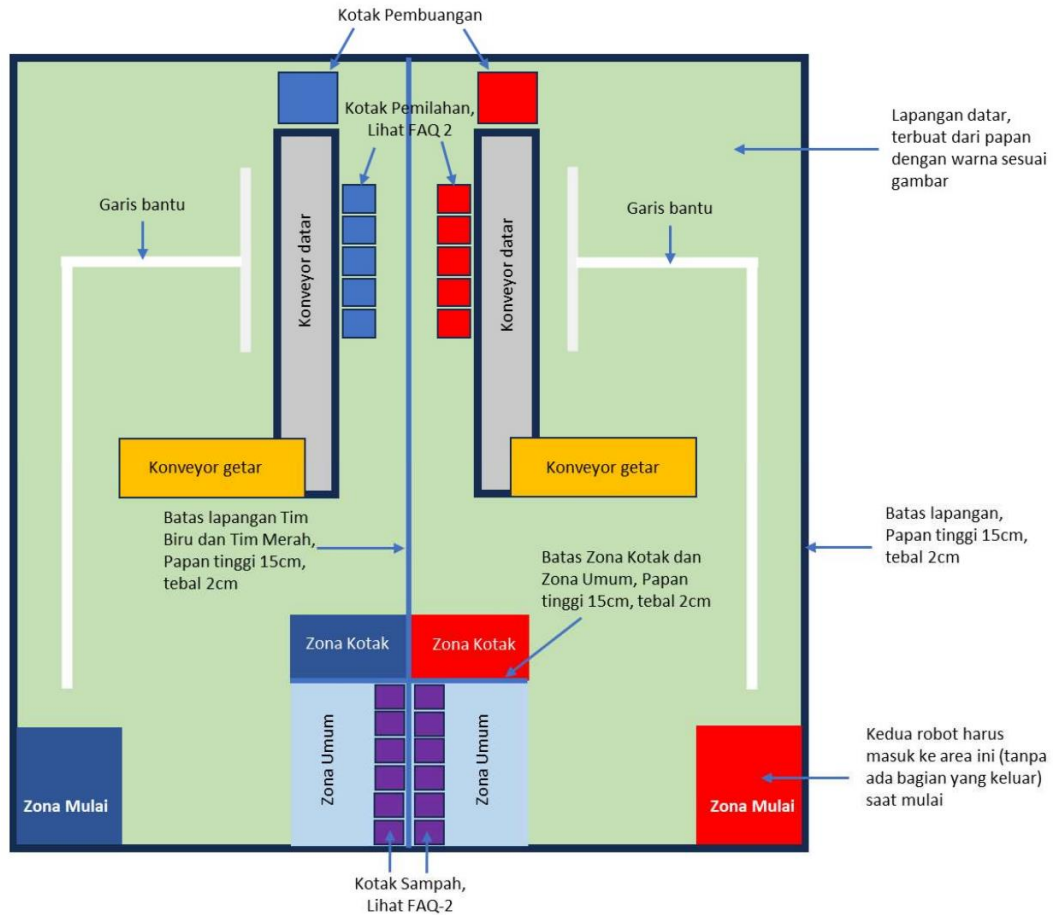 Kotak Pembuangan
Kotak Pemilahan,
Lihat FAQ 2
Lapangan datar,
terbuat dari papan
dengan warna sesuai
gambar
Garis bantu
Garis bantu
Konveyor datar
Konveyor datar
Konveyor getar
Konveyor getar
Batas lapangan Tim
Biru dan Tim Merah,
Papan tinggi 15cm,
tebal 2cm
Batas lapangan,
Papan tinggi 15cm,
tebal 2cm
Batas Zona Kotak dan
Zona Umum, Papan
tinggi 15cm, tebal 2cm
Zona Kotak
Zona Kotak
Zona Umum
Zona Umum
Kedua robot harus
masuk ke area ini (tanpa
ada bagian yang keluar)
saat mulai
Zona Mulai
Zona Mulai
Kotak Sampah,
Lihat FAQ-2